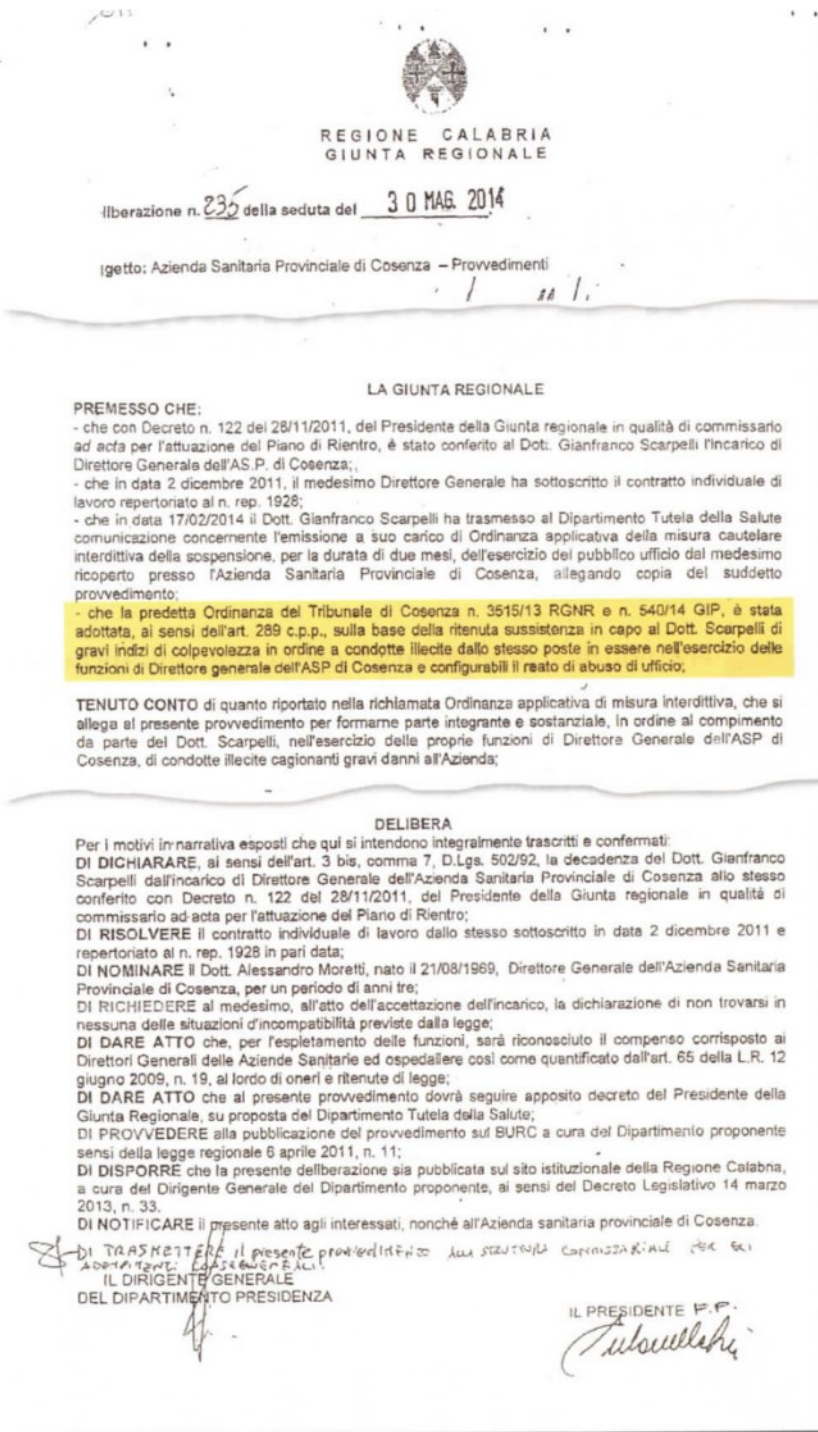 REGIONE CALABRIA
GIUNTA REGIONALE
liberazione n. 235 della seduta del 30 MAG. 2014
getto: Azienda Sanitaria Provinciale di Cosenza – Provvedimenti
LA GIUNTA REGIONALE
PREMESSO CHE:
- che con Decreto n. 122 del 28/11/2011, del Presidente della Giunta regionale in qualità di commissario
ad acta per l'attuazione del Piano di Rientro, è stato conferito al Dott. Gianfranco Scarpelli l'incarico di
Direttore Generale dell'AS.P. di Cosenza;,
- che in data 2 dicembre 2011, il medesimo Direttore Generale ha sottoscritto il contratto individuale di
lavoro repertoriato al n. rep. 1928;
- che in data 17/02/2014 il Dott. Gianfranco Scarpelli ha trasmesso al Dipartimento Tutela della Salute
comunicazione concernente l'emissione a suo carico di Ordinanza applicativa della misura cautelare
interdittiva della sospensione, per la durata di due mesi, dell'esercizio del pubblico ufficio dal medesimo
ricoperto presso l'Azienda Sanitaria Provinciale di Cosenza, allegando copia del suddetto
provvedimento;
- che la predetta Ordinanza del Tribunale di Cosenza n. 3515/13 RGNR e n. 540/14 GIP, è stata
adottata, ai sensi dell'art. 289 c.p.p., sulla base della ritenuta sussistenza in capo al Dott. Scarpelli di
gravi indizi di colpevolezza in ordine a condotte illecite dallo stesso poste in essere nell'esercizio delle
funzioni di Direttore generale dell'ASP di Cosenza e configurabili il reato di abuso di ufficio;
TENUTO CONTO di quanto riportato nella richiamata Ordinanza applicativa di misura interdittiva, che si
allega al presente provvedimento per formarne parte integrante e sostanziale, in ordine al compimento
da parte del Dott. Scarpelli, nell'esercizio delle proprie funzioni di Direttore Generale dell'ASP di
Cosenza, di condotte illecite cagionanti gravi danni all'Azienda;
DELIBERA
Per i motivi in narrativa esposti che qui si intendono integralmente trascritti e confermati:
DI DICHIARARE, ai sensi dell'art. 3 bis, comma 7, D.Lgs. 502/92, la decadenza del Dott. Gianfranco
Scarpelli dall'incarico di Direttore Generale dell'Azienda Sanitaria Provinciale di Cosenza allo stesso
conferito con Decreto n. 122 del 28/11/2011, del Presidente della Giunta regionale in qualità di
commissario ad acta per l'attuazione del Piano di Rientro;
DI RISOLVERE il contratto individuale di lavoro dallo stesso sottoscritto in data 2 dicembre 2011 e
repertoriato al n. rep. 1928 in pari data;
DI NOMINARE il Dott. Alessandro Moretti, nato il 21/08/1969, Direttore Generale dell'Azienda Sanitaria
Provinciale di Cosenza, per un periodo di anni tre;
DI RICHIEDERE al medesimo, all'atto dell'accettazione dell'incarico, la dichiarazione di non trovarsi in
nessuna delle situazioni d'incompatibilità previste dalla legge;
DI DARE ATTO che, per l'espletamento delle funzioni, sarà riconosciuto il compenso corrisposto ai
Direttori Generali delle Aziende Sanitarie ed ospedaliere così come quantificato dall'art. 65 della L.R. 12
giugno 2009, n. 19, al lordo di oneri e ritenute di legge;
DI DARE ATTO che al presente provvedimento dovrà seguire apposito decreto del Presidente della
Giunta Regionale, su proposta del Dipartimento Tutela della Salute;
DI PROVVEDERE alla pubblicazione del provvedimento sul BURC a cura del Dipartimento proponente
sensi della legge regionale 6 aprile 2011, n. 11;
DI DISPORRE che la presente deliberazione sia pubblicata sul sito istituzionale della Regione Calabria,
a cura del Dirigente Generale del Dipartimento proponente, ai sensi del Decreto Legislativo 14 marzo
2013, n. 33.
DI NOTIFICARE il presente atto agli interessati, nonché all'Azienda sanitaria provinciale di Cosenza.
DI TRASMETTERE il presente provvedimento ALLA STRUTTURA COMMISSARIALE PER GLI
ADEMPIMENTI CONSEQUENZIALI.
IL DIRIGENTE GENERALE
DEL DIPARTIMENTO PRESIDENZA
IL PRESIDENTE F.F.